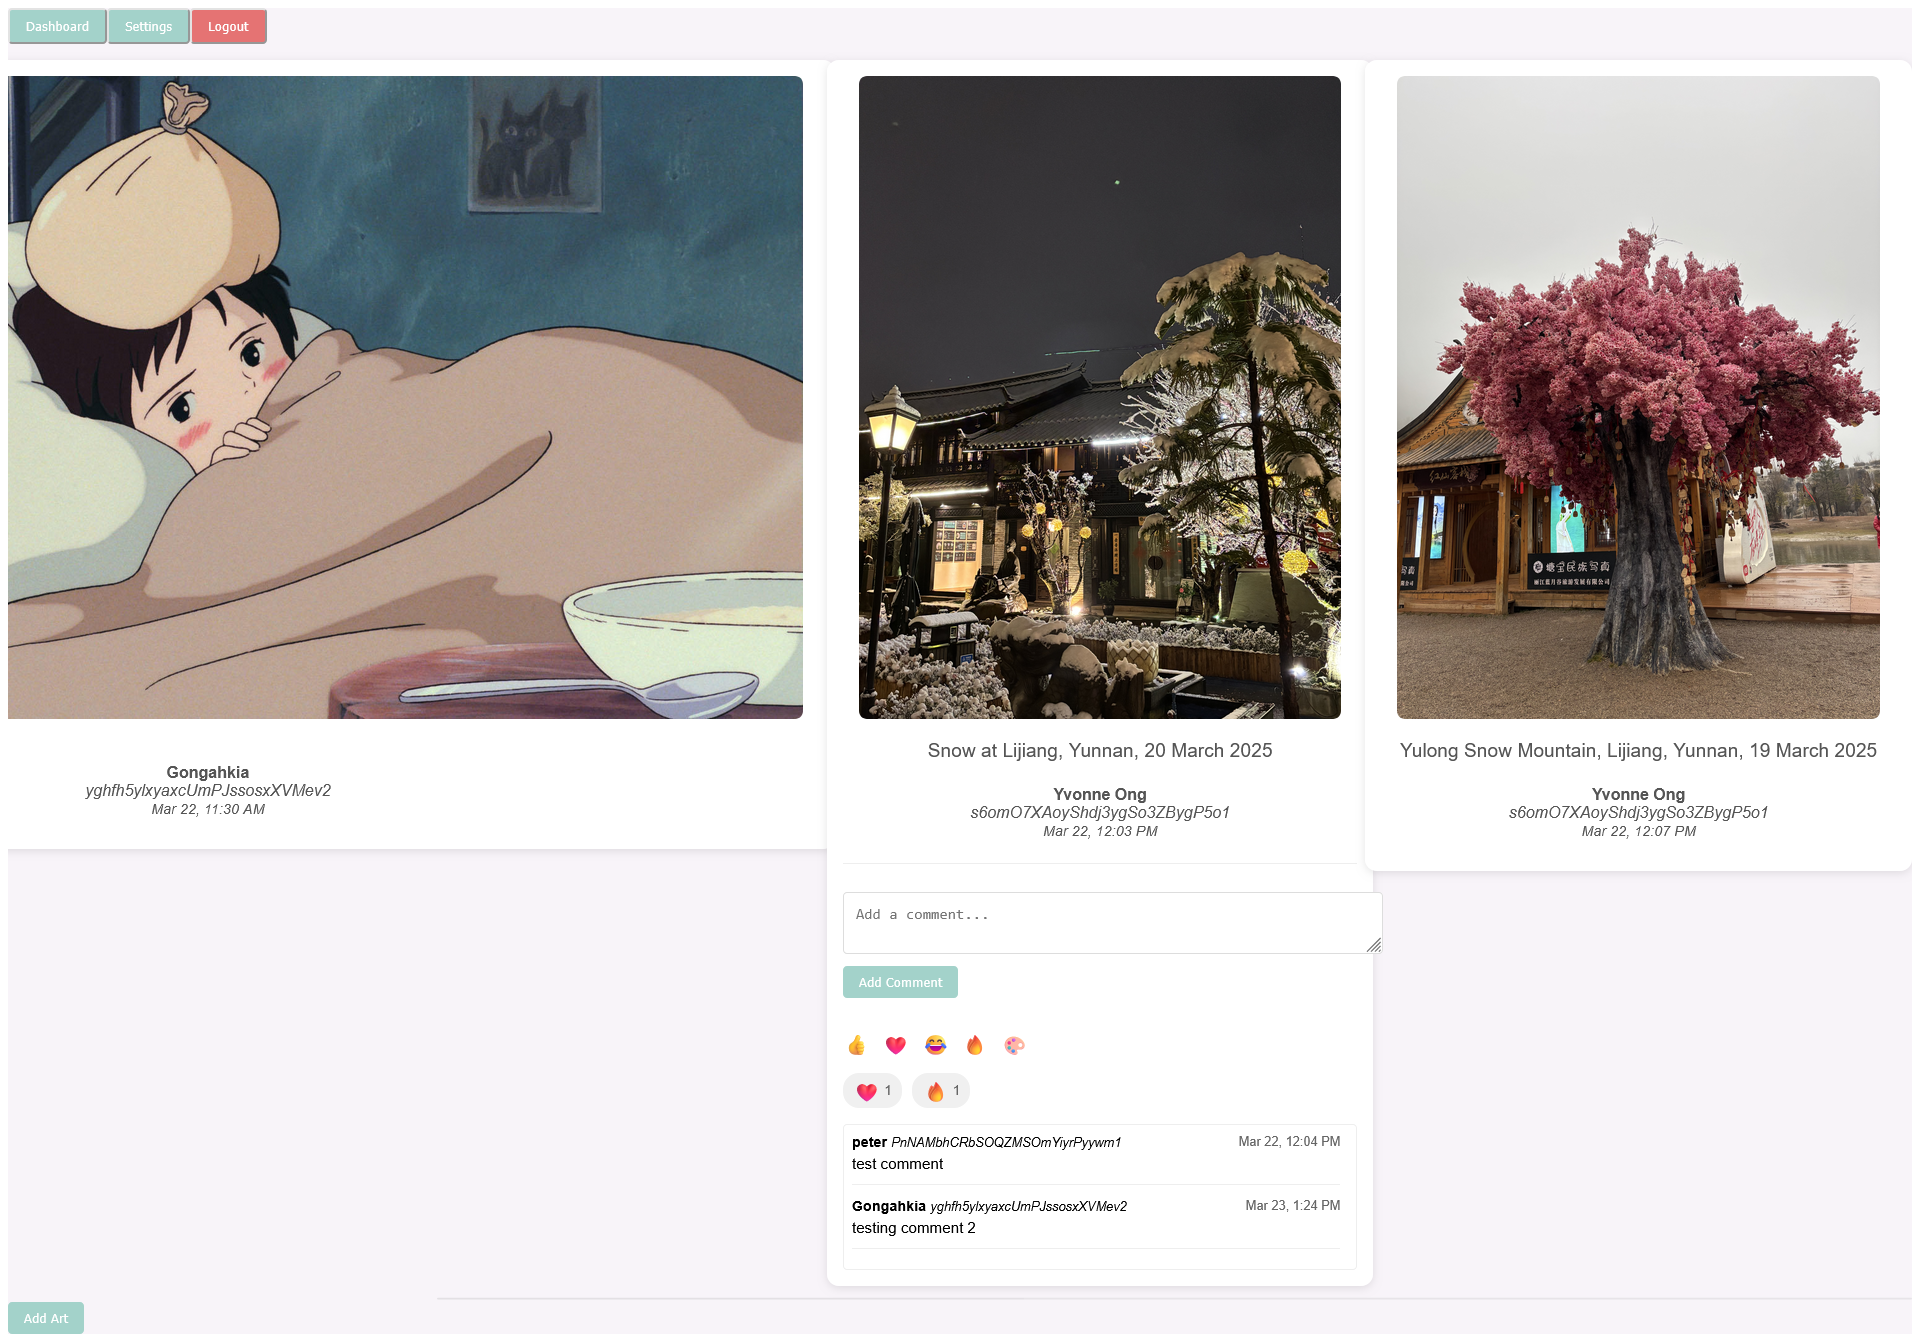 Dashboard
Settings
Logout
Gongahkia
yghfh5ylxyaxcUmPJssosxXVMev2
Mar 22, 11:30 AM
Snow at Lijiang, Yunnan, 20 March 2025
Yvonne Ong
s6omO7XAoyShdj3ygSo3ZBygP5o1
Mar 22, 12:03 PM
Add a comment...
Add Comment
1
1
peter PnNAMbhCRbSOQZMSOmYiyrPyywm1
Mar 22, 12:04 PM
test comment
Gongahkia yghfh5ylxyaxcUmPJssosxXVMev2
Mar 23, 1:24 PM
testing comment 2
Yulong Snow Mountain, Lijiang, Yunnan, 19 March 2025
Yvonne Ong
s6omO7XAoyShdj3ygSo3ZBygP5o1
Mar 22, 12:07 PM
Add Art